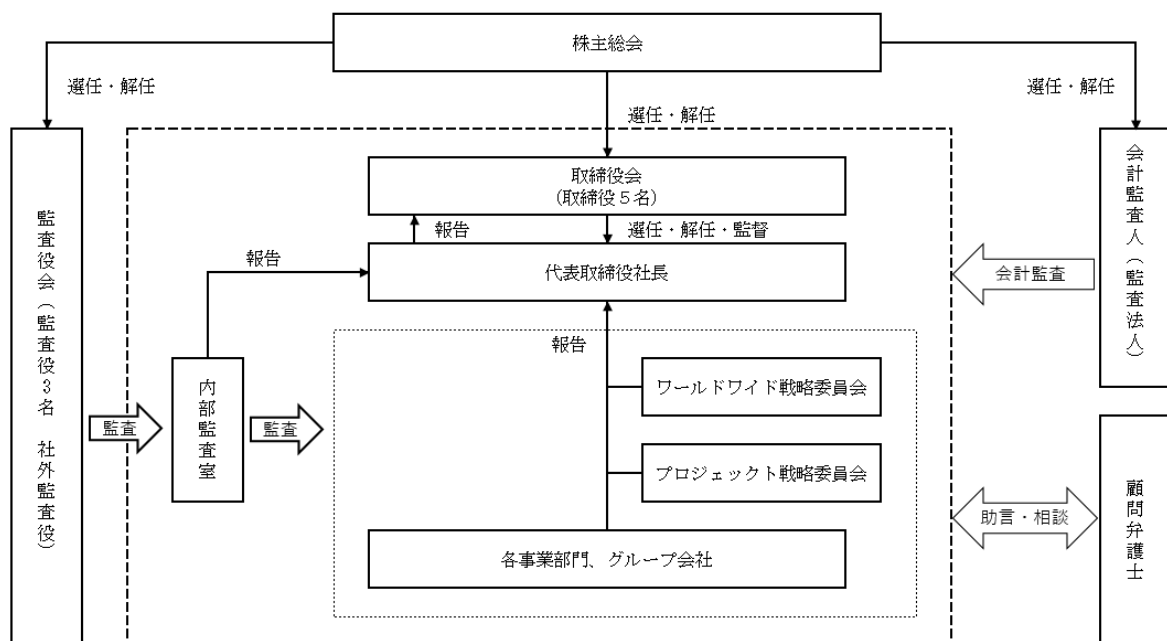 株主総会
選任・解任
選任・解任
選任・解任
取締役会
(取締役５名)
報告
選任・解任・監督
報告
代表取締役社長
会計監査
会計監査人(監査法人)
報告
監査役会(監査役３名 社外監査役)
監査
内部監査室
監査
ワールドワイド戦略委員会
プロジェックト戦略委員会
各事業部門、グループ会社
助言・相談
顧問弁護士